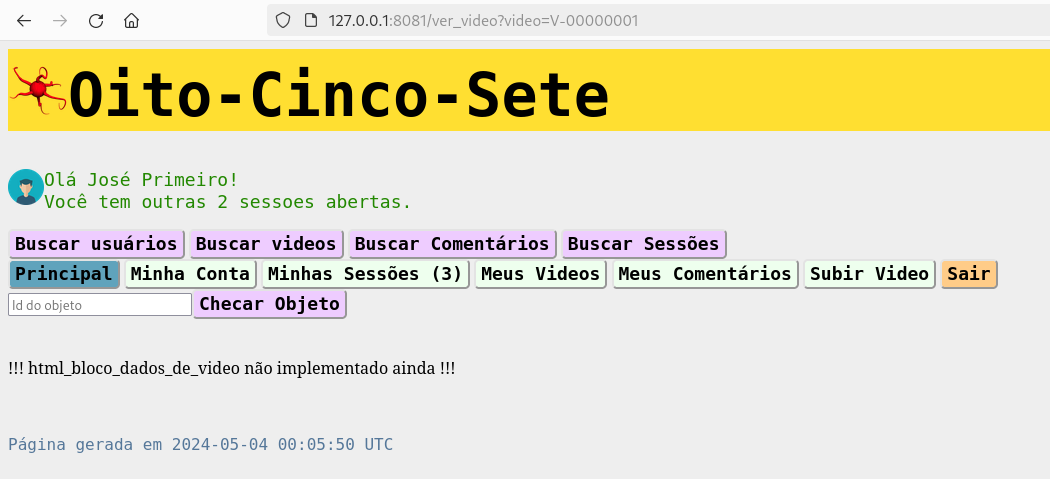 127.0.0.1:8081/ver_video?video=V-00000001
Oito-Cinco-Sete
Olá José Primeiro!
Você tem outras 2 sessoes abertas.
Buscar usuários Buscar videos Buscar Comentários Buscar Sessões
Principal Minha Conta Minhas Sessões (3) Meus Videos Meus Comentários Subir Video Sair
Id do objeto Checar Objeto
!!! html_bloco_dados_de_video não implementado ainda !!!
Página gerada em 2024-05-04 00:05:50 UTC